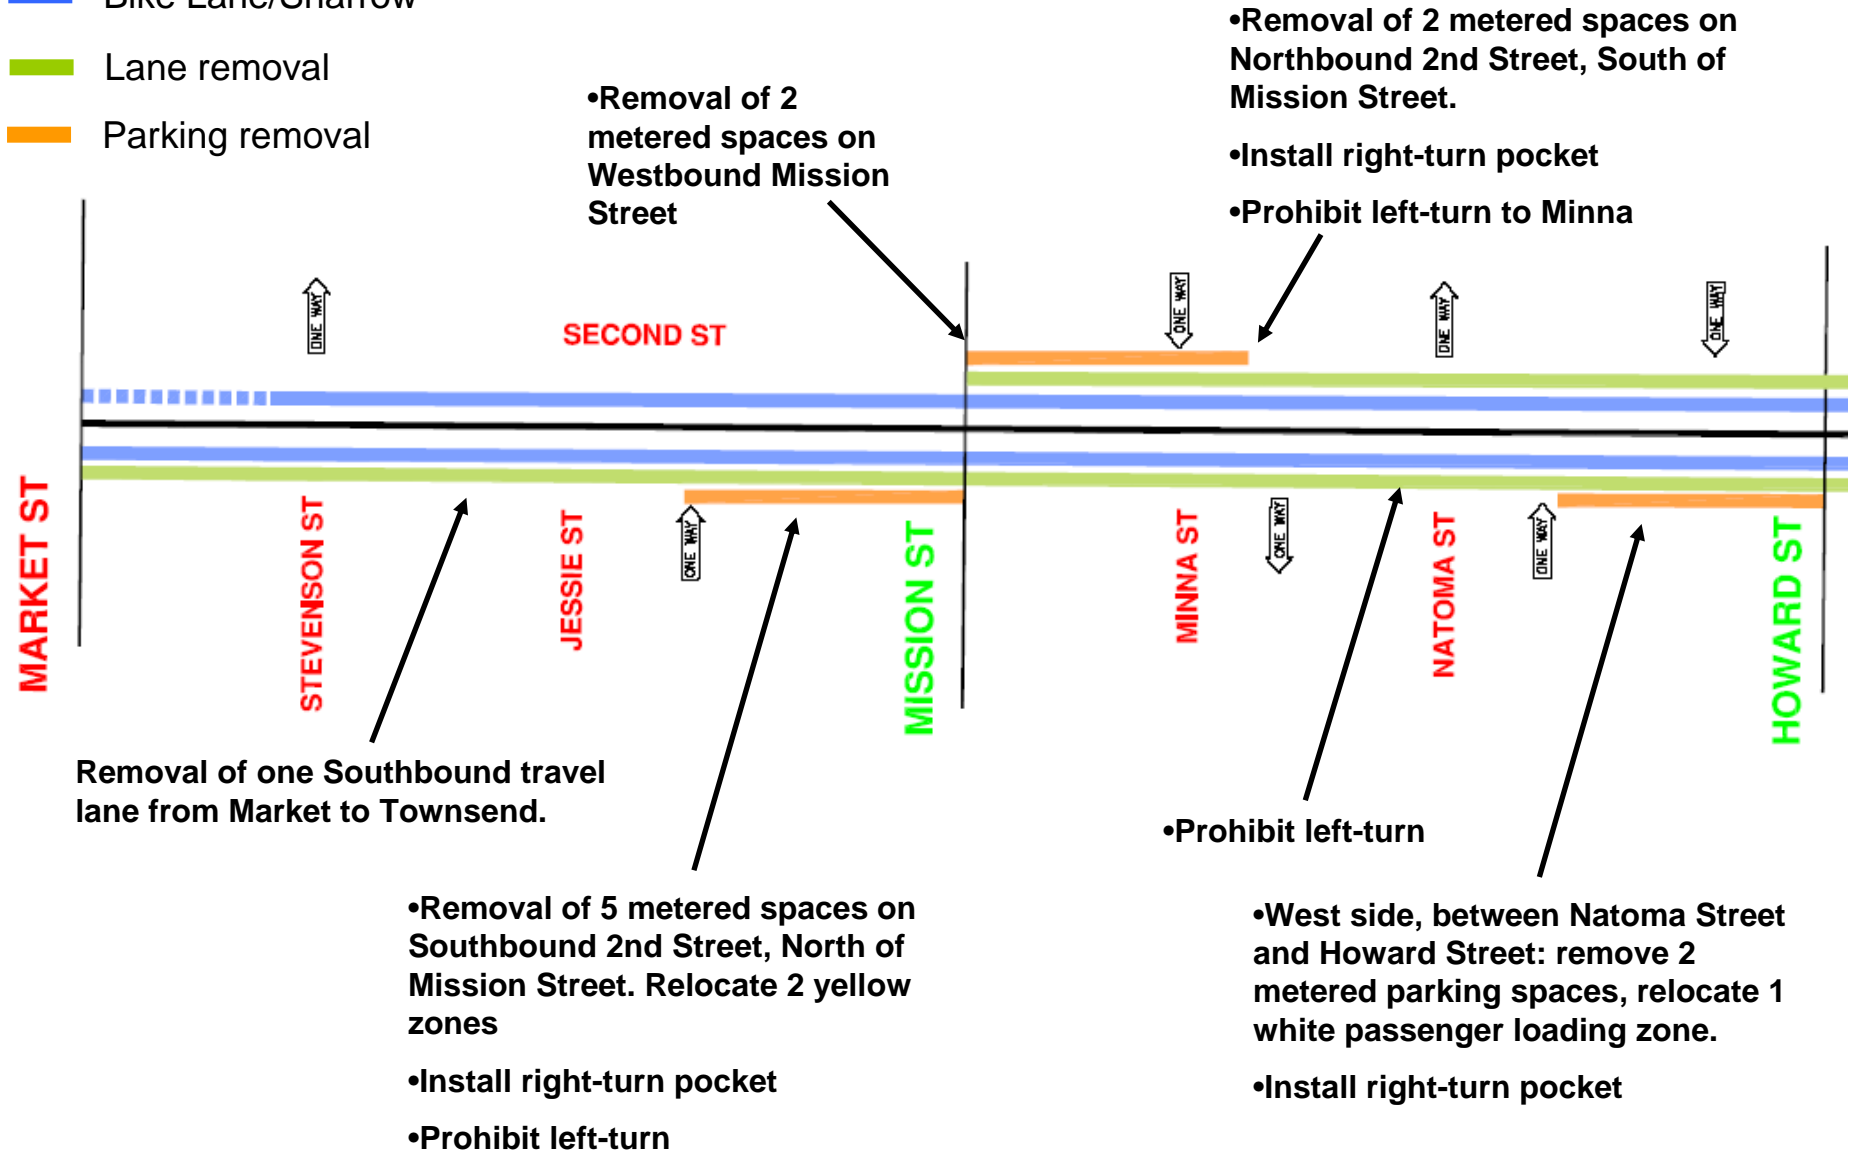 Bike Lane/Sharrow
Lane removal
Parking removal
•Removal of 2
metered spaces on
Westbound Mission
Street
•Removal of 2 metered spaces on
Northbound 2nd Street, South of
Mission Street.
•Install right-turn pocket
•Prohibit left-turn to Minna
ONE WAY
SECOND ST
ONE WAY
ONE WAY
ONE WAY
MARKET ST
STEVENSON ST
JESSIE ST
ONE WAY
MISSION ST
MINNA ST
ONE WAY
NATOMA ST
ONE WAY
HOWARD ST
Removal of one Southbound travel
lane from Market to Townsend.
•Removal of 5 metered spaces on
Southbound 2nd Street, North of
Mission Street. Relocate 2 yellow
zones
•Install right-turn pocket
•Prohibit left-turn
•Prohibit left-turn
•West side, between Natoma Street
and Howard Street: remove 2
metered parking spaces, relocate 1
white passenger loading zone.
•Install right-turn pocket